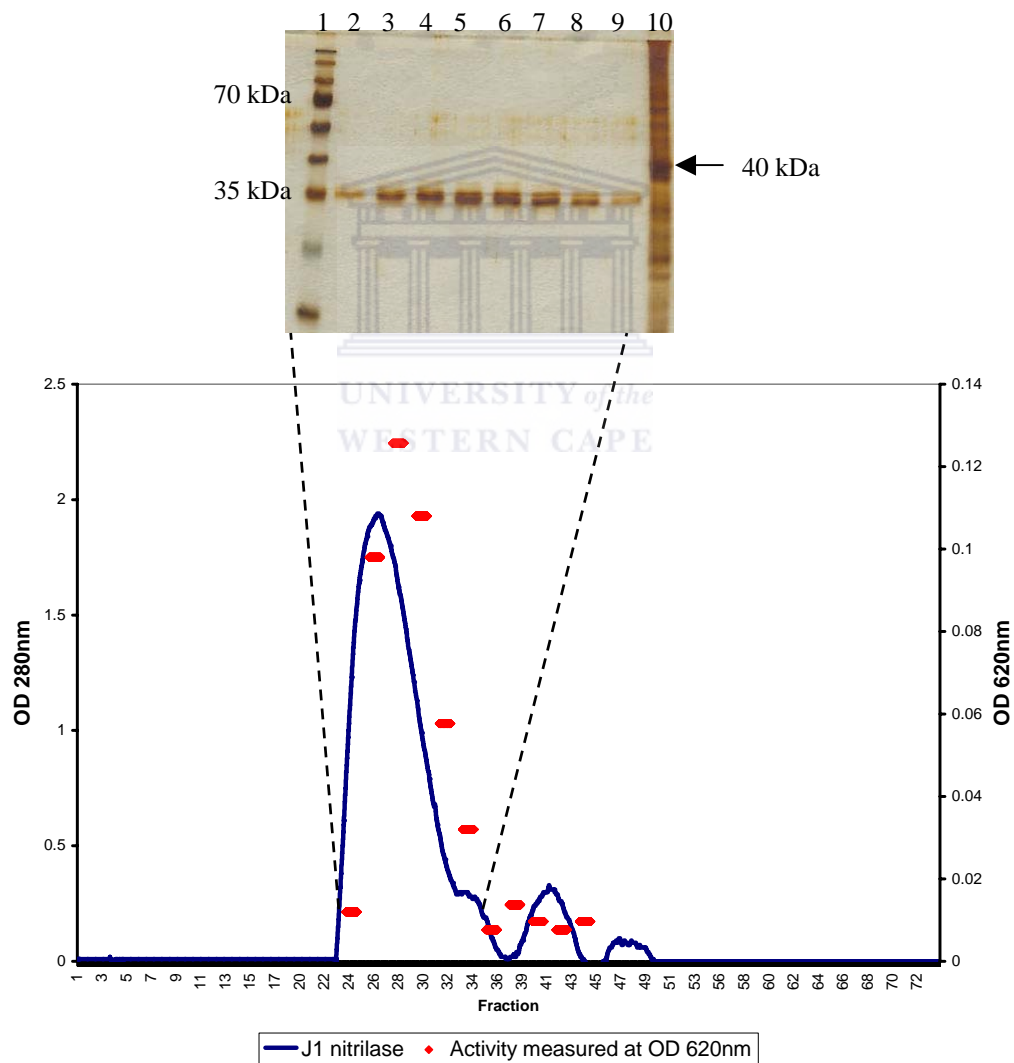 1 2 3 4 5 6 7 8 9 10
70 kDa
40 kDa
35 kDa
UNIVERSITY of the
WESTERN CAPE
2.5
2
1.5
1
0.5
0
OD 280nm
0.14
0.12
0.1
0.08
0.06
0.04
0.02
0
OD 620nm
1 3 5 7 9 11 13 15 17 20 22 24 26 28 30 32 34 36 39 41 43 45 47 49 51 53 55 58 60 62 64 66 68 70 72
Fraction
J1 nitrilase Activity measured at OD 620nm